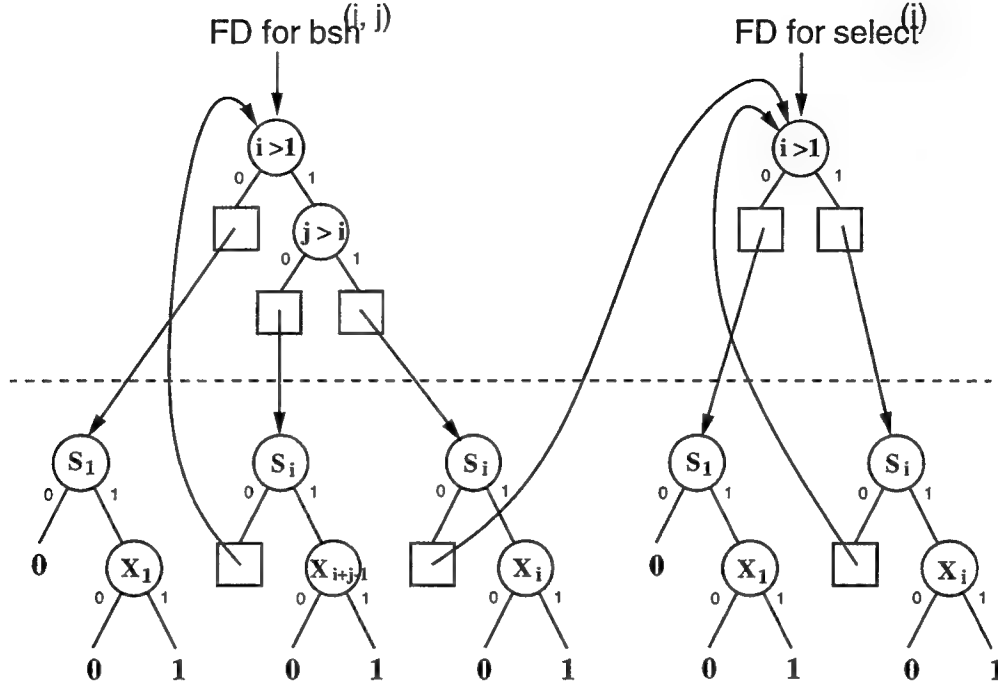 FD for bsh(i, j) FD for select(i)
i >1 i >1
0 1 0 1
j > i
0 1
S1 Si Si S1 Si
0 1 0 1 0 1 0 1 0 1
0 X1 Xi+j-1 Xi 0 X1 Xi
0 1 0 1 0 1 0 1 0 1
0 1 0 1 0 1 0 1 0 1